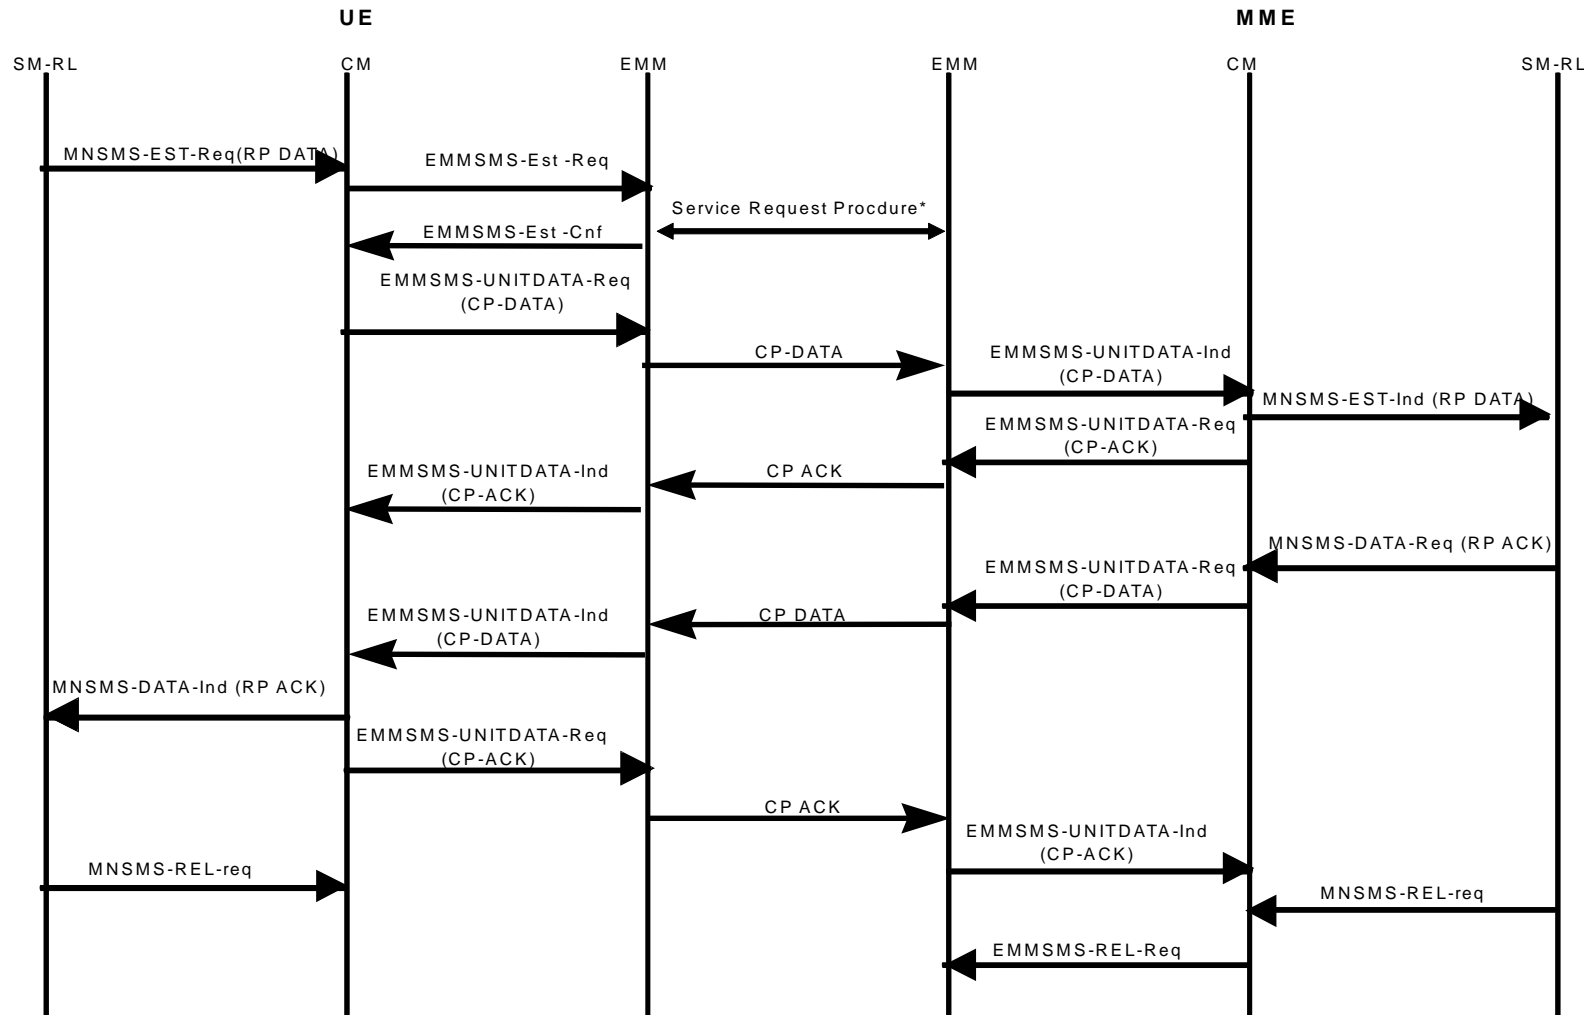 UE
MME
SM-RL
CM
EMM
EMM
CM
SM-RL
MNSMS-EST-Req(RP DATA)
EMMSMS-Est -Req
Service Request Procdure*
EMMSMS-Est -Cnf
EMMSMS-UNITDATA-Req
(CP-DATA)
CP-DATA
EMMSMS-UNITDATA-Ind
(CP-DATA)
MNSMS-EST-Ind (RP DATA)
EMMSMS-UNITDATA-Req
(CP-ACK)
CP ACK
EMMSMS-UNITDATA-Ind
(CP-ACK)
MNSMS-DATA-Req (RP ACK)
EMMSMS-UNITDATA-Req
(CP-DATA)
CP DATA
EMMSMS-UNITDATA-Ind
(CP-DATA)
MNSMS-DATA-Ind (RP ACK)
EMMSMS-UNITDATA-Req
(CP-ACK)
CP ACK
EMMSMS-UNITDATA-Ind
(CP-ACK)
MNSMS-REL-req
MNSMS-REL-req
EMMSMS-REL-Req